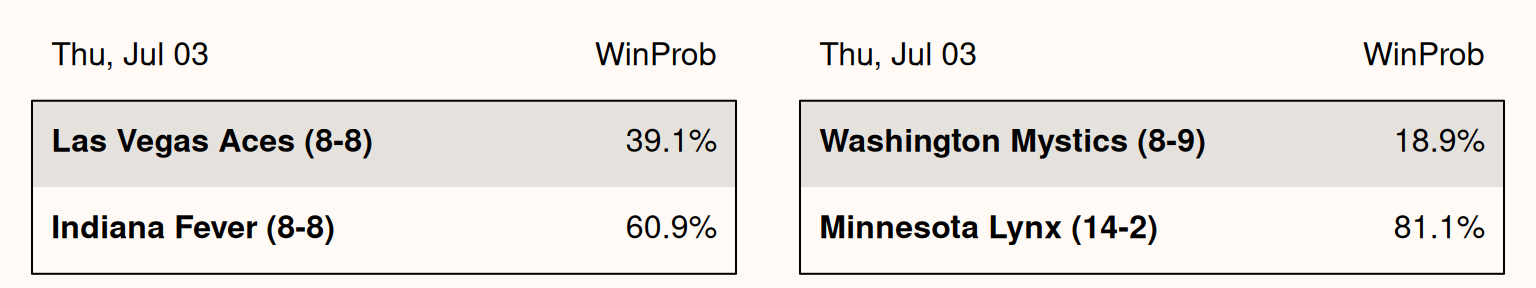 Thu, Jul 03 WinProb
Las Vegas Aces (8-8) 39.1%
Indiana Fever (8-8) 60.9%
Thu, Jul 03 WinProb
Washington Mystics (8-9) 18.9%
Minnesota Lynx (14-2) 81.1%